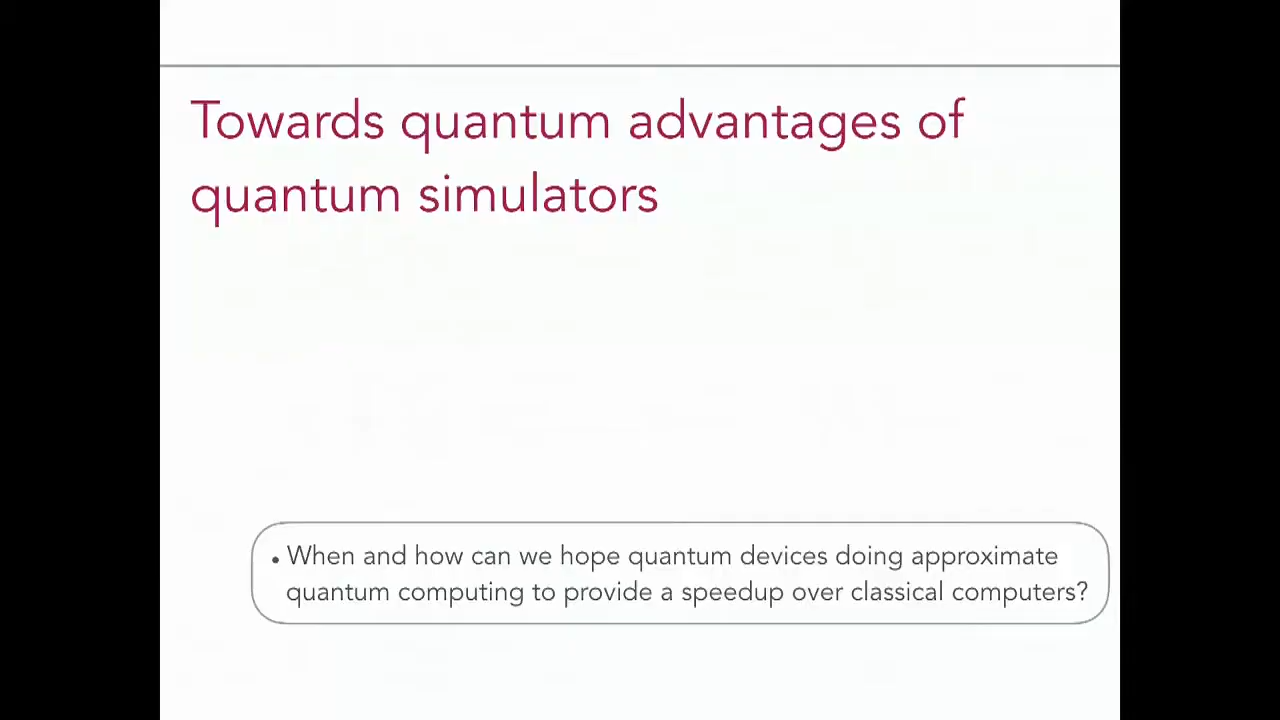 Towards quantum advantages of
quantum simulators
• When and how can we hope quantum devices doing approximate
quantum computing to provide a speedup over classical computers?